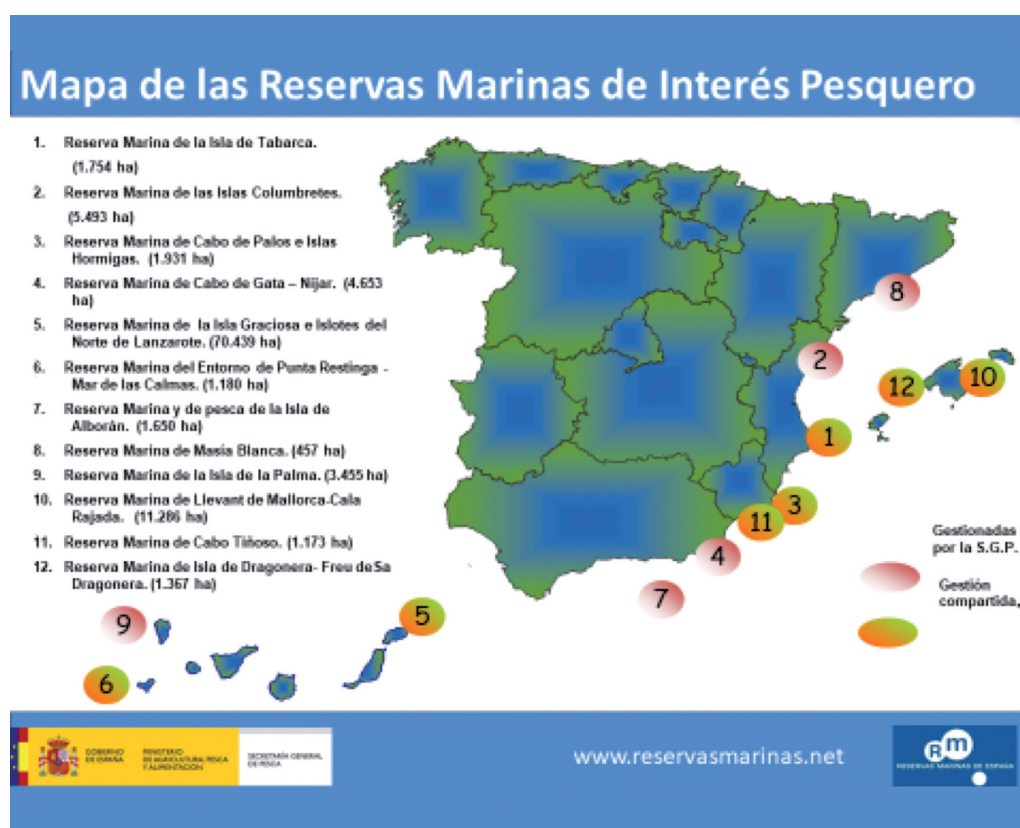 Mapa de las Reservas Marinas de Interés Pesquero
1. Reserva Marina de la Isla de Tabarca.
(1.754 ha)
2. Reserva Marina de las Islas Columbretes.
(5.493 ha)
3. Reserva Marina de Cabo de Palos e Islas
Hormigas. (1.931 ha)
4. Reserva Marina de Cabo de Gata – Nijar. (4.653
ha)
5. Reserva Marina de la Isla Graciosa e Islotes del
Norte de Lanzarote. (70.439 ha)
6. Reserva Marina del Entorno de Punta Restinga -
Mar de las Calmas. (1.180 ha)
7. Reserva Marina y de pesca de la Isla de
Alborán. (1.650 ha)
8. Reserva Marina de Masía Blanca. (457 ha)
9. Reserva Marina de la Isla de la Palma. (3.455 ha)
10. Reserva Marina de Llevant de Mallorca-Cala
Rajada. (11.286 ha)
11. Reserva Marina de Cabo Tiñoso. (1.173 ha)
12. Reserva Marina de Isla de Dragonera- Freu de Sa
Dragonera. (1.367 ha)
8
2
12
10
1
3
11
4
7
9
5
6
Gestionadas
por la S.G.P.
Gestión
compartida,
GOBIERNO
DE ESPAÑA
MINISTERIO
DE AGRICULTURA, PESCA
Y ALIMENTACIÓN
SECRETARÍA GENERAL
DE PESCA
www.reservasmarinas.net
Rm
RESERVAS MARINAS DE ESPAÑA